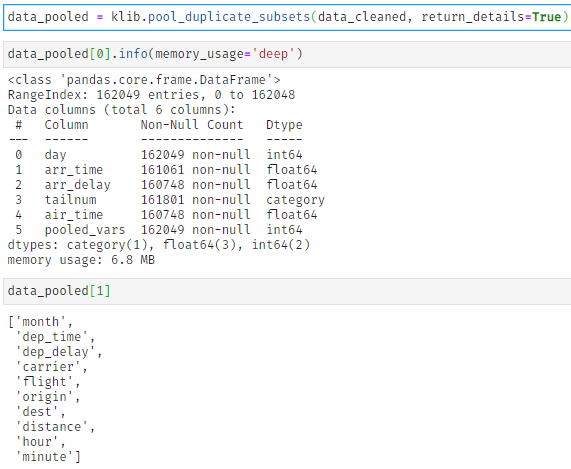 data_pooled = klib.pool_duplicate_subsets(data_cleaned, return_details=True)
data_pooled[0].info(memory_usage='deep')
<class 'pandas.core.frame.DataFrame'>
RangeIndex: 162049 entries, 0 to 162048
Data columns (total 6 columns):
 #   Column       Non-Null Count   Dtype
---  ------       --------------   -----
 0   day          162049 non-null  int64
 1   arr_time     161061 non-null  float64
 2   arr_delay    160748 non-null  float64
 3   tailnum      161801 non-null  category
 4   air_time     160748 non-null  float64
 5   pooled_vars  162049 non-null  int64
dtypes: category(1), float64(3), int64(2)
memory usage: 6.8 MB
data_pooled[1]
['month',
 'dep_time',
 'dep_delay',
 'carrier',
 'flight',
 'origin',
 'dest',
 'distance',
 'hour',
 'minute']